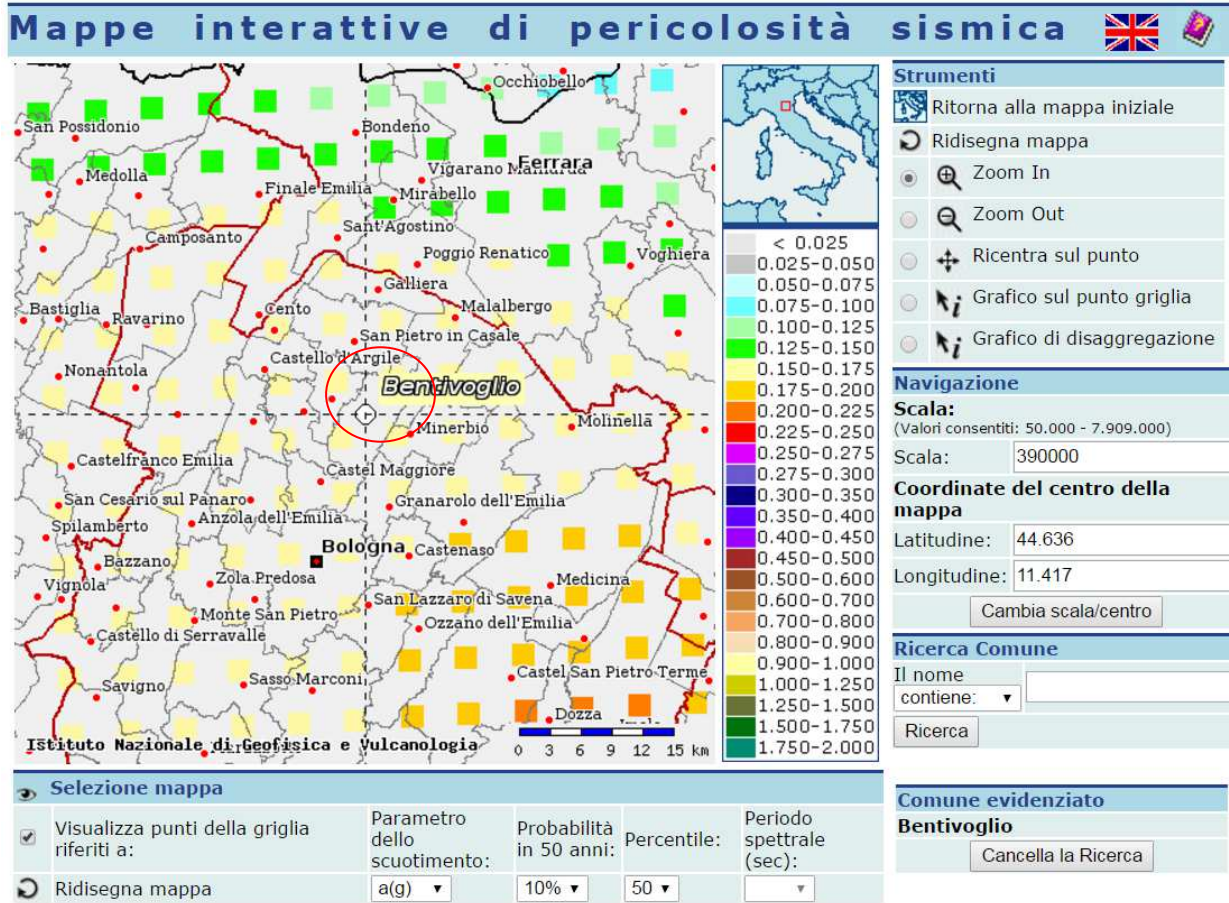 Mappe interattive di pericolosità sismica
Occhiobello
San Possidonio
Bondeno
Ferrara
Vigarano
Medolla
Finale Emilia
Mirabello
Sant'Agostino
Camposanto
Poggio Renatico
Voghiera
Galliera
Bastiglia
Ravarino
Cento
Malalbergo
San Pietro in Casale
Castello d'Argile
Nonantola
Bentivoglio
Minerbio
Molinella
Castelfranco Emilia
Castel Maggiore
San Cesario sul Panaro
Granarolo dell'Emilia
Spilamberto
Anzola dell'Emilia
Bologna
Castenaso
Bazzano
Vignola
Zola Predosa
Medicina
San Lazzaro di Savena
Monte San Pietro
Ozzano dell'Emilia
Castello di Serravalle
Castel San Pietro Terme
Savigno
Sasso Marconi
Dozza
Istituto Nazionale di Geofisica e Vulcanologia
0 3 6 9 12 15 km
< 0.025
0.025-0.050
0.050-0.075
0.075-0.100
0.100-0.125
0.125-0.150
0.150-0.175
0.175-0.200
0.200-0.225
0.225-0.250
0.250-0.275
0.275-0.300
0.300-0.350
0.350-0.400
0.400-0.450
0.450-0.500
0.500-0.600
0.600-0.700
0.700-0.800
0.800-0.900
0.900-1.000
1.000-1.250
1.250-1.500
1.500-1.750
1.750-2.000
Strumenti
Ritorna alla mappa iniziale
Ridisegna mappa
Zoom In
Zoom Out
Ricentra sul punto
Grafico sul punto griglia
Grafico di disaggregazione
Navigazione
Scala:
(Valori consentiti: 50.000 - 7.909.000)
Scala: 390000
Coordinate del centro della
mappa
Latitudine: 44.636
Longitudine: 11.417
Cambia scala/centro
Ricerca Comune
Il nome
contiene:
Ricerca
Selezione mappa
Visualizza punti della griglia
riferiti a:
Parametro
dello
scuotimento:
Probabilità
in 50 anni:
Percentile:
Periodo
spettrale
(sec):
Ridisegna mappa
a(g)
10%
50
Comune evidenziato
Bentivoglio
Cancella la Ricerca